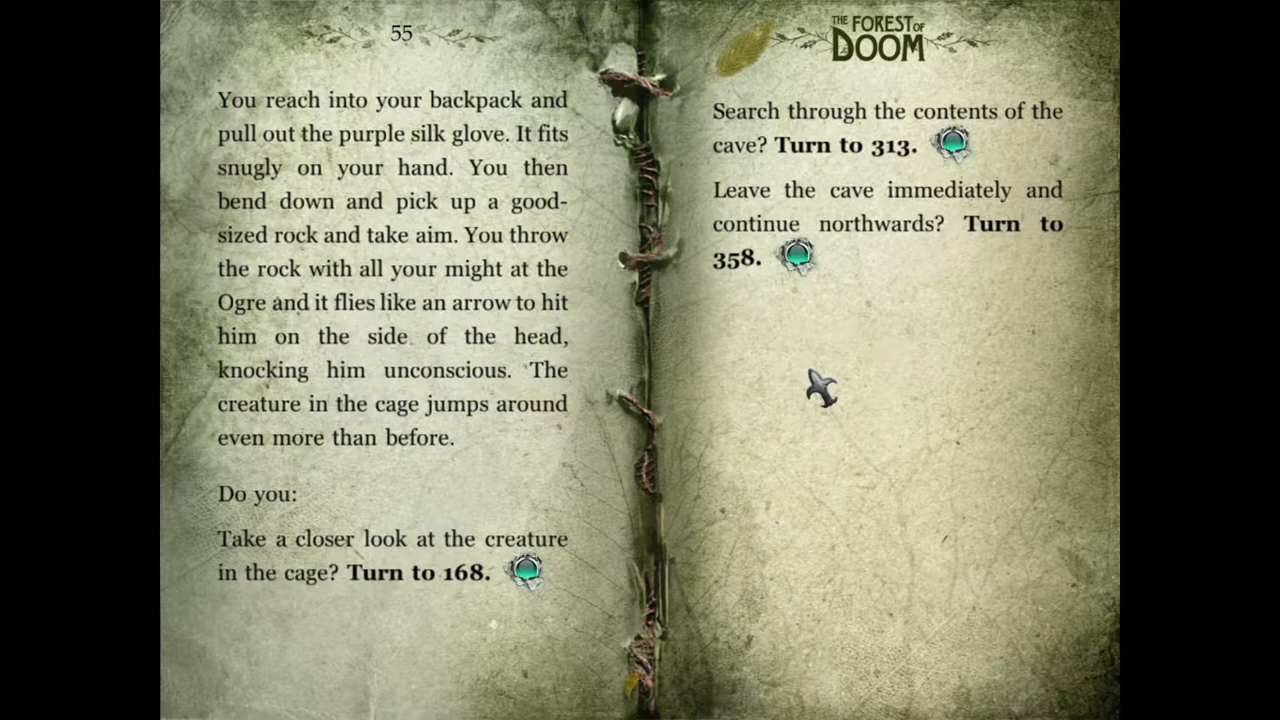 55
You reach into your backpack and
pull out the purple silk glove. It fits
snugly on your hand. You then
bend down and pick up a good-
sized rock and take aim. You throw
the rock with all your might at the
Ogre and it flies like an arrow to hit
him on the side of the head,
knocking him unconscious. The
creature in the cage jumps around
even more than before.
Do you:
Take a closer look at the creature
in the cage? Turn to 168.
THE FOREST OF
DOOM
Search through the contents of the
cave? Turn to 313.
Leave the cave immediately and
continue northwards? Turn to
358.